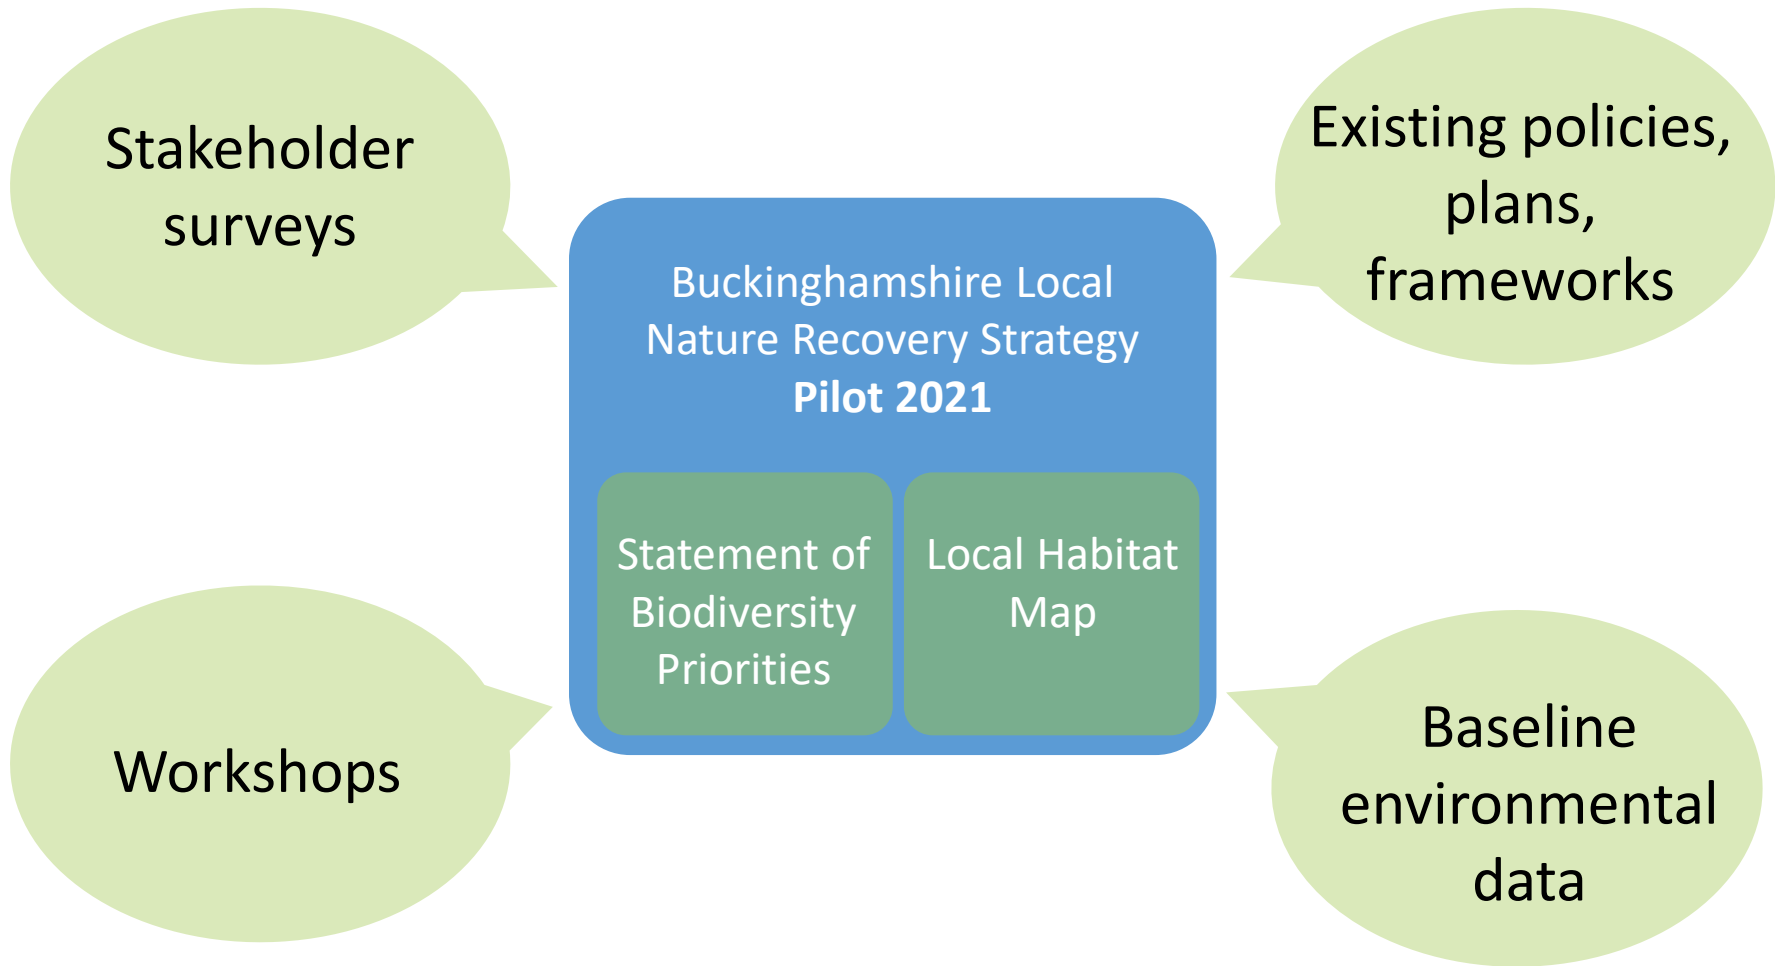 Stakeholder
surveys
Existing policies,
plans,
frameworks
Buckinghamshire Local
Nature Recovery Strategy
Pilot 2021
Statement of
Biodiversity
Priorities
Local Habitat
Map
Workshops
Baseline
environmental
data